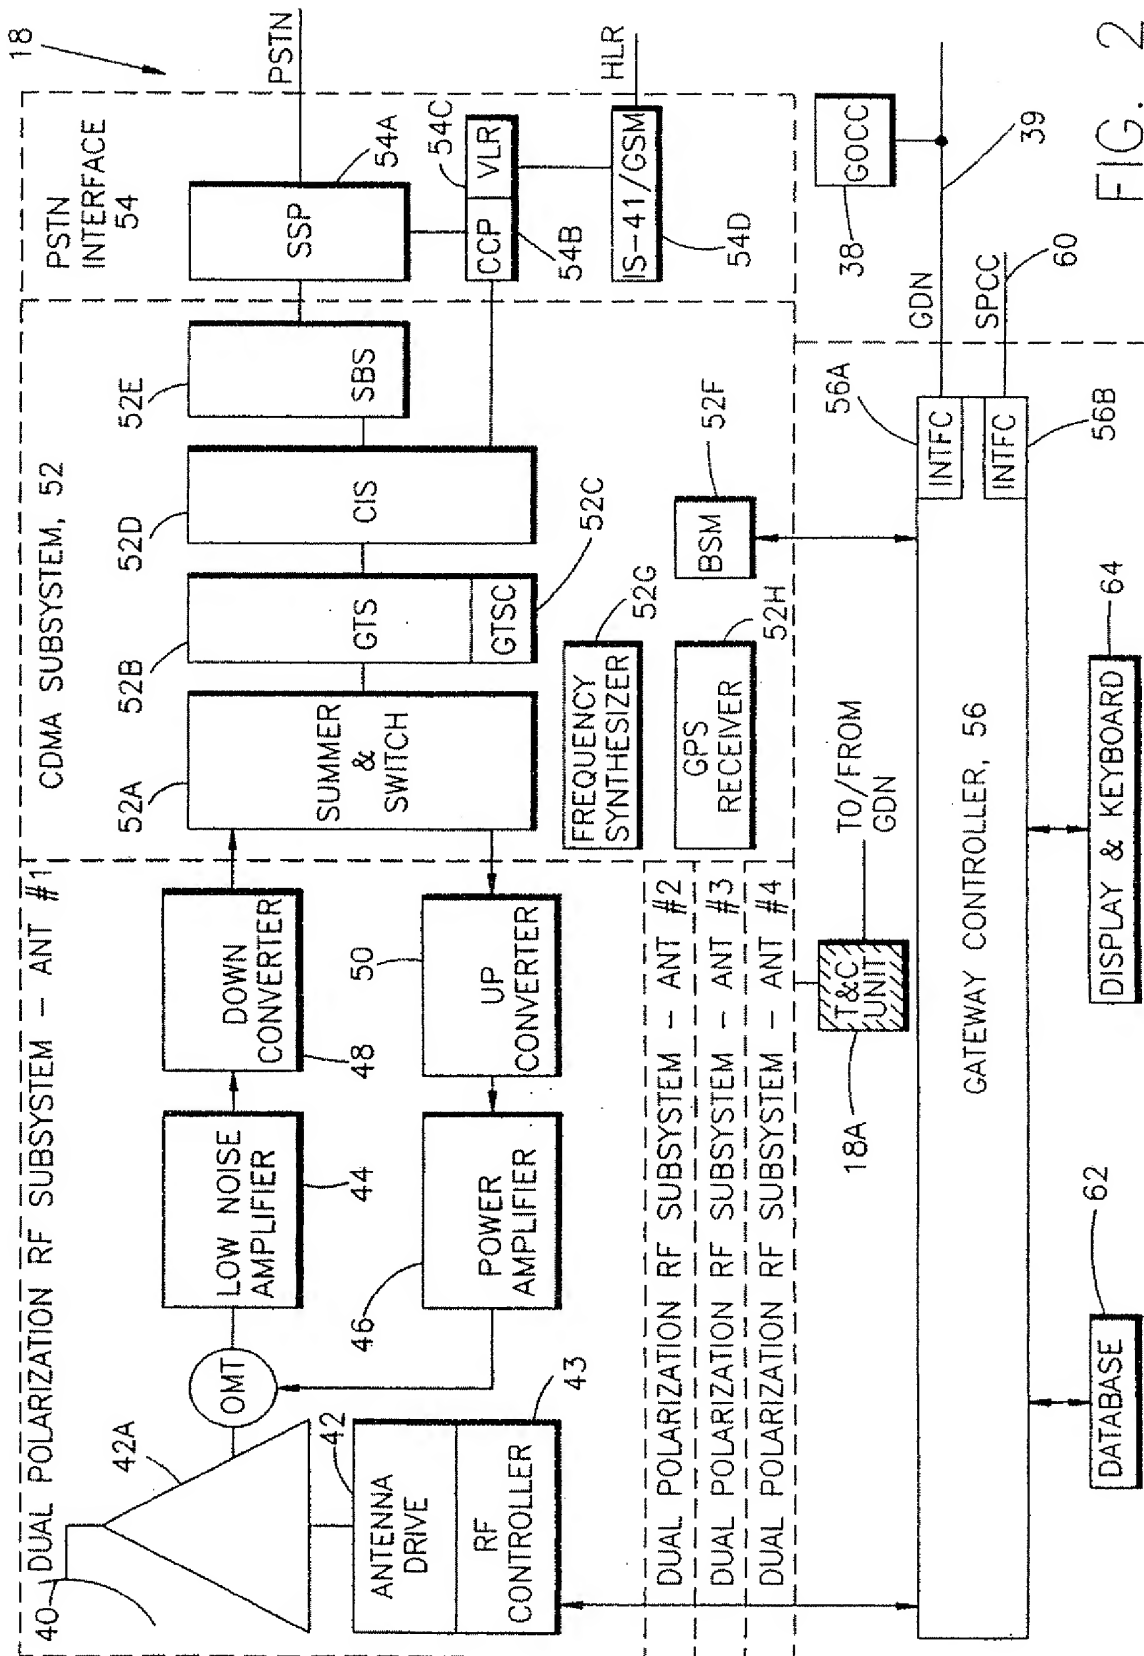 18
DUAL POLARIZATION RF SUBSYSTEM - ANT #1
40
42A
OMT
LOW NOISE
AMPLIFIER
44
DOWN
CONVERTER
48
42
ANTENNA
DRIVE
RF
CONTROLLER
43
46
POWER
AMPLIFIER
50
UP
CONVERTER
CDMA SUBSYSTEM, 52
52A
SUMMER
&
SWITCH
52B
GTS
GTSC
52C
52D
CIS
52E
SBS
FREQUENCY
SYNTHESIZER
52G
GPS
RECEIVER
52H
BSM
52F
PSTN
INTERFACE
54
SSP
54A
PSTN
CCP
VLR
54C
54B
IS-41/GSM
54D
HLR
DUAL POLARIZATION RF SUBSYSTEM - ANT #2
DUAL POLARIZATION RF SUBSYSTEM - ANT #3
DUAL POLARIZATION RF SUBSYSTEM - ANT #4
18A
T&C
UNIT
TO/FROM
GDN
56A
INTFC
INTFC
56B
GDN
SPCC
60
38
GOCC
39
GATEWAY CONTROLLER, 56
DATABASE
62
DISPLAY & KEYBOARD
64
FIG. 2